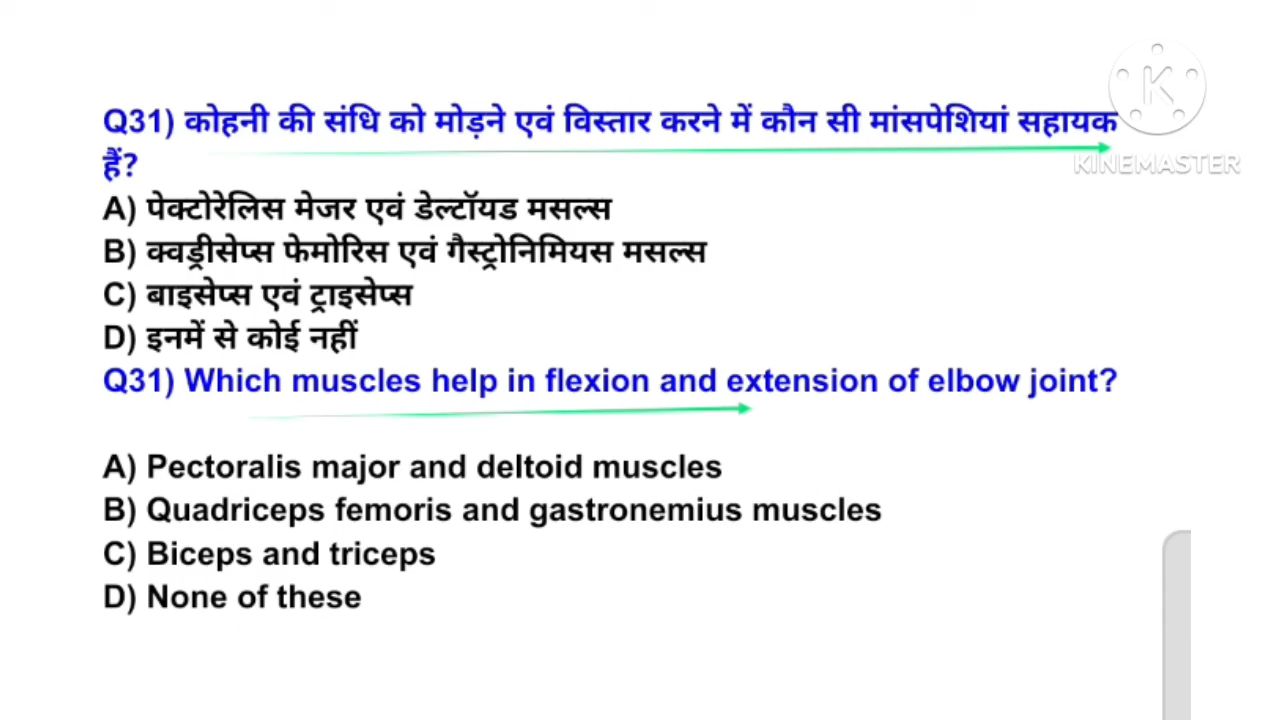 Q31) कोहनी की संधि को मोड़ने एवं विस्तार करने में कौन सी मांसपेशियां सहायक
हैं?
A) पेक्टोरेलिस मेजर एवं डेल्टॉयड मसल्स
B) क्वड्रीसेप्स फेमोरिस एवं गैस्ट्रोनिमियस मसल्स
C) बाइसेप्स एवं ट्राइसेप्स
D) इनमें से कोई नहीं
Q31) Which muscles help in flexion and extension of elbow joint?
A) Pectoralis major and deltoid muscles
B) Quadriceps femoris and gastronemius muscles
C) Biceps and triceps
D) None of these
K
KINEMASTER